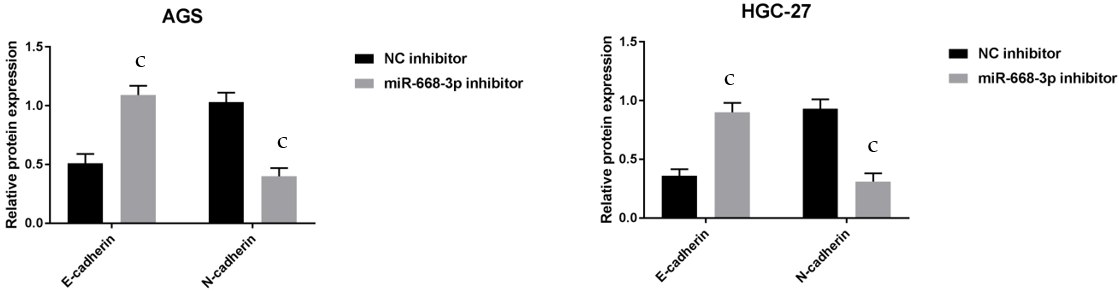 AGS
Relative protein expression
1.5
1.0
0.5
0.0
C
C
E-cadherin
N-cadherin
NC inhibitor
miR-668-3p inhibitor
HGC-27
Relative protein expression
1.5
1.0
0.5
0.0
C
C
E-cadherin
N-cadherin
NC inhibitor
miR-668-3p inhibitor